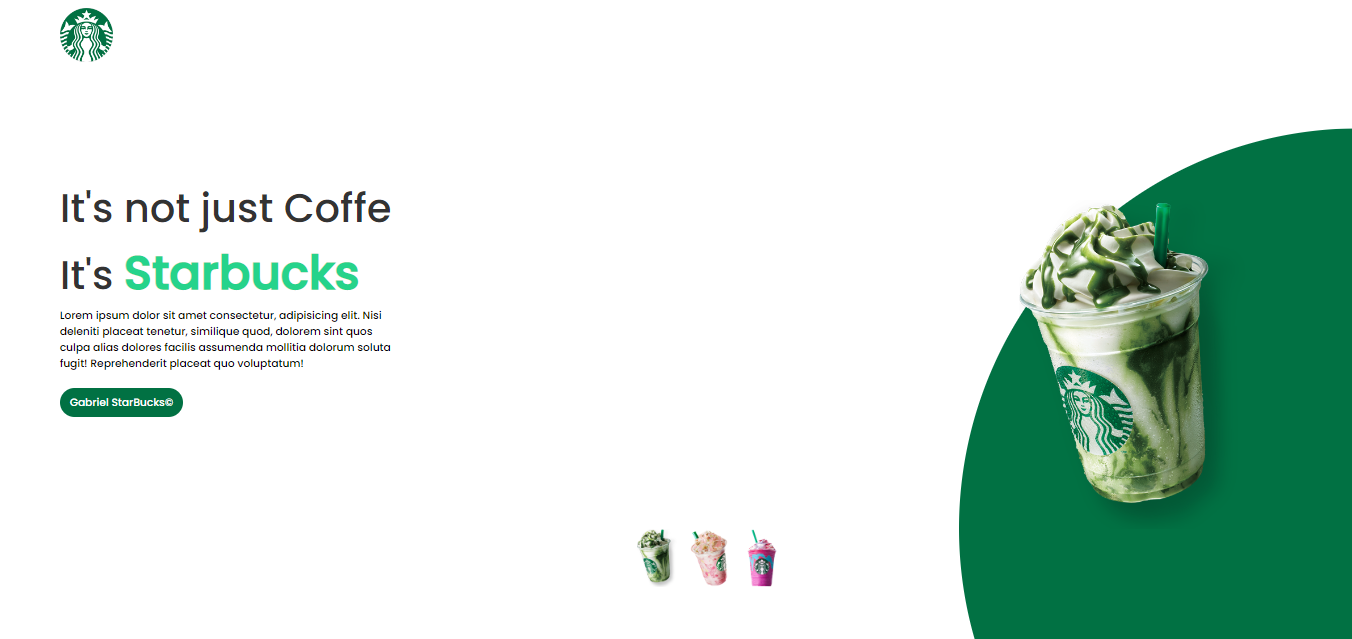 It's not just Coffe
It's Starbucks
Lorem ipsum dolor sit amet consectetur, adipisicing elit. Nisi
deleniti placeat tenetur, similique quod, dolorem sint quos
culpa alias dolores facilis assumenda mollitia dolorum soluta
fugit! Reprehenderit placeat quo voluptatum!
Gabriel StarBucks©